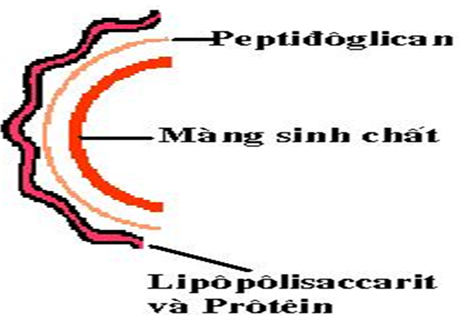 Peptiđôglican
Màng sinh chất
Lipôpôlisaccarit
và Prôtêin